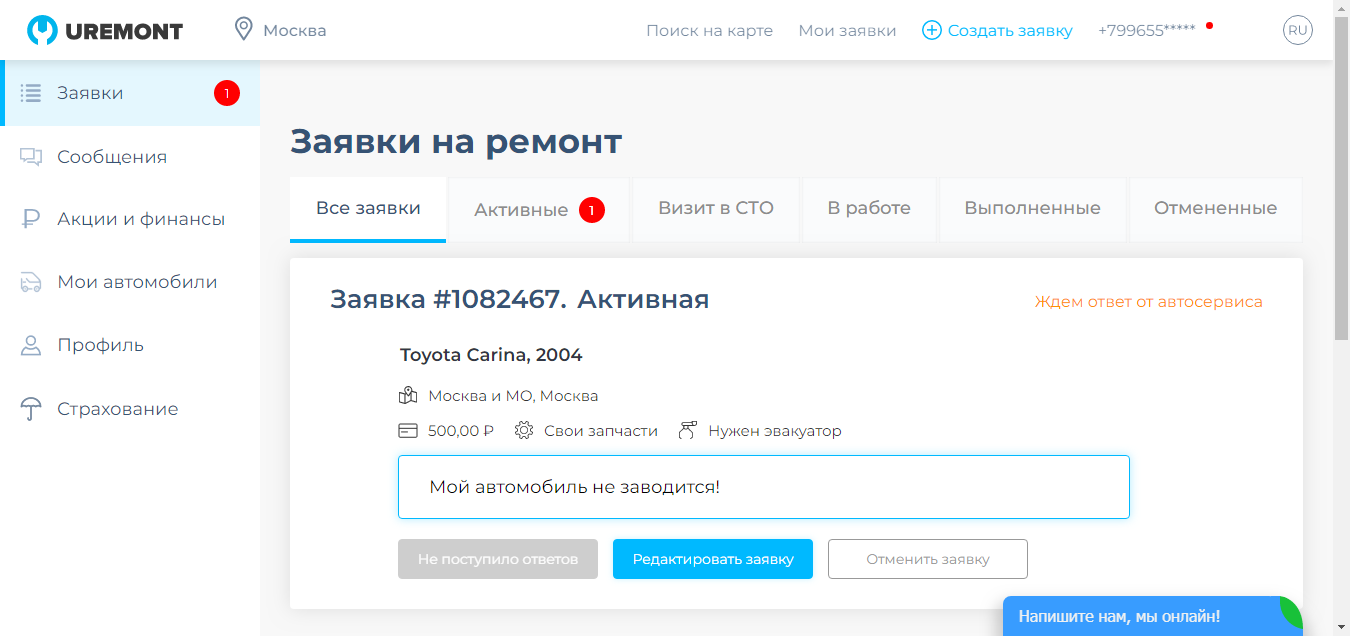 UREMONT Москва Поиск на карте Мои заявки Создать заявку +799655***** RU
Заявки 1
Сообщения
Акции и финансы
Мои автомобили
Профиль
Страхование
Заявки на ремонт
Все заявки Активные 1 Визит в СТО В работе Выполненные Отмененные
Заявка #1082467. Активная Ждем ответ от автосервиса
Toyota Carina, 2004
Москва и МО, Москва
500,00 ₽ Свои запчасти Нужен эвакуатор
Мой автомобиль не заводится!
Не поступило ответов Редактировать заявку Отменить заявку
Напишите нам, мы онлайн!